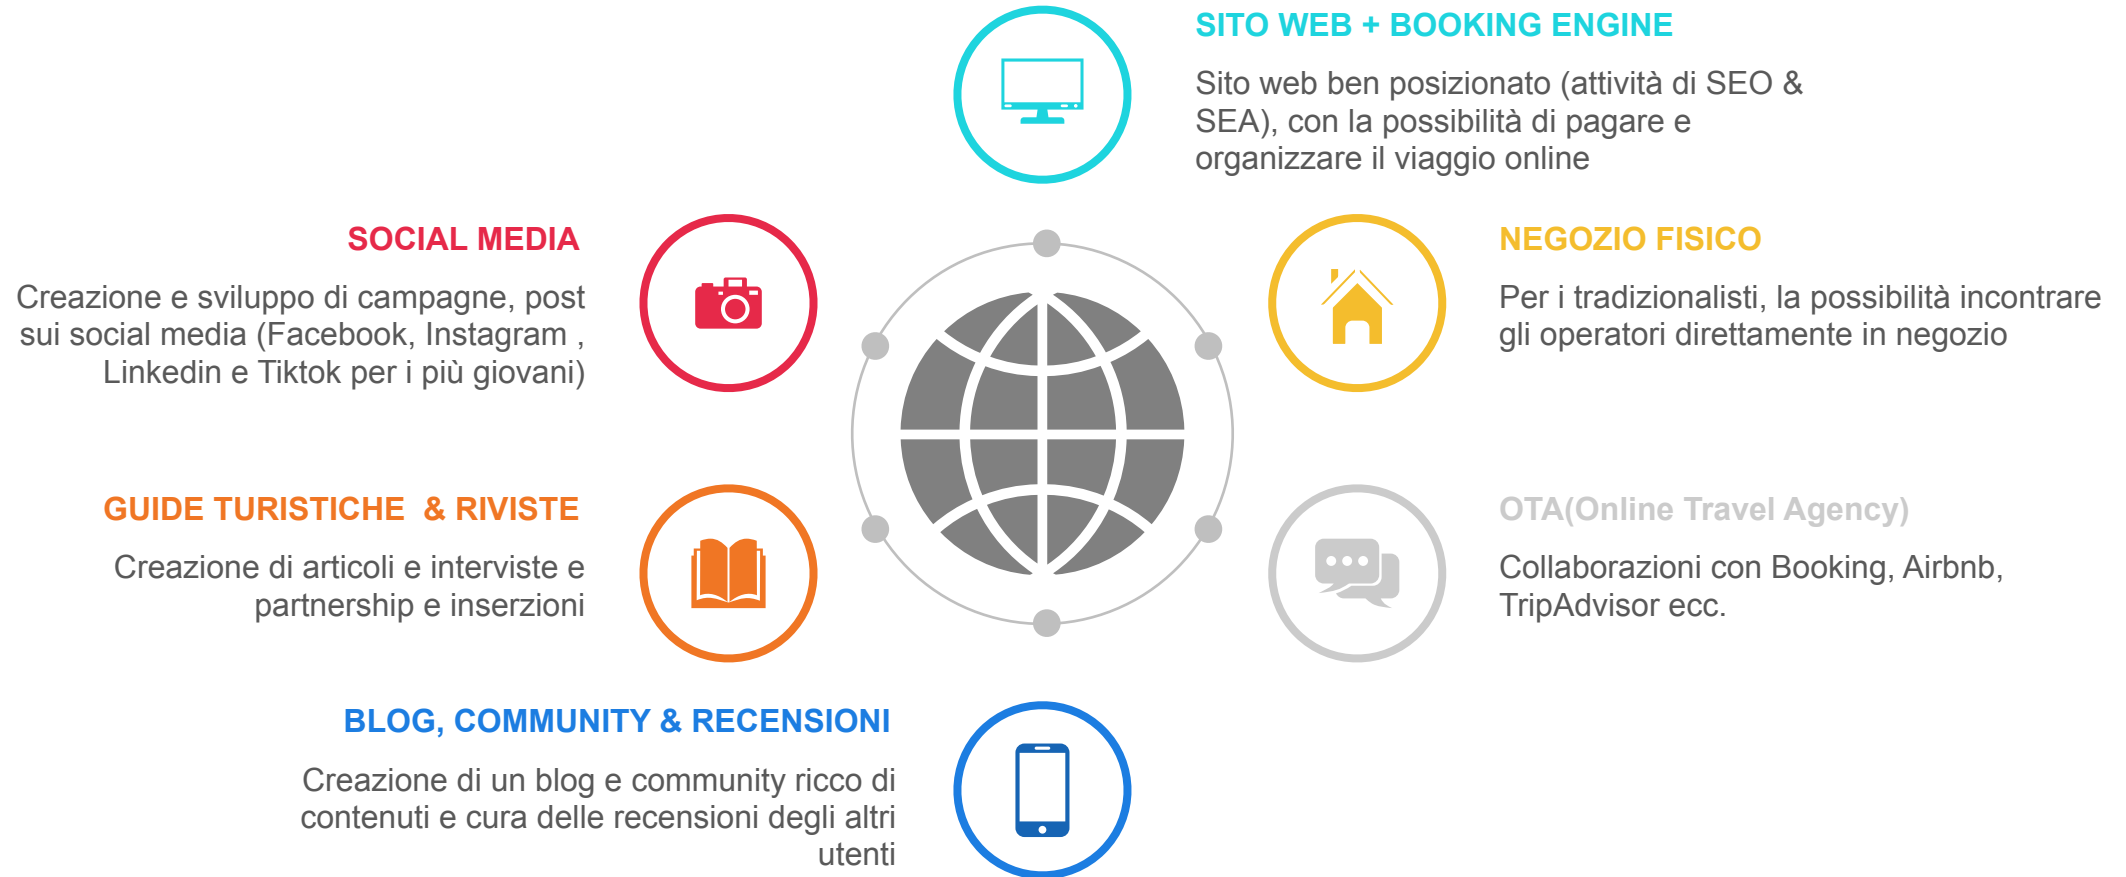 SITO WEB + BOOKING ENGINE
Sito web ben posizionato (attività di SEO &
SEA), con la possibilità di pagare e
organizzare il viaggio online
SOCIAL MEDIA
Creazione e sviluppo di campagne, post
sui social media (Facebook, Instagram ,
Linkedin e Tiktok per i più giovani)
NEGOZIO FISICO
Per i tradizionalisti, la possibilità incontrare
gli operatori direttamente in negozio
GUIDE TURISTICHE  & RIVISTE
Creazione di articoli e interviste e
partnership e inserzioni
OTA(Online Travel Agency)
Collaborazioni con Booking, Airbnb,
TripAdvisor ecc.
BLOG, COMMUNITY & RECENSIONI
Creazione di un blog e community ricco di
contenuti e cura delle recensioni degli altri
utenti